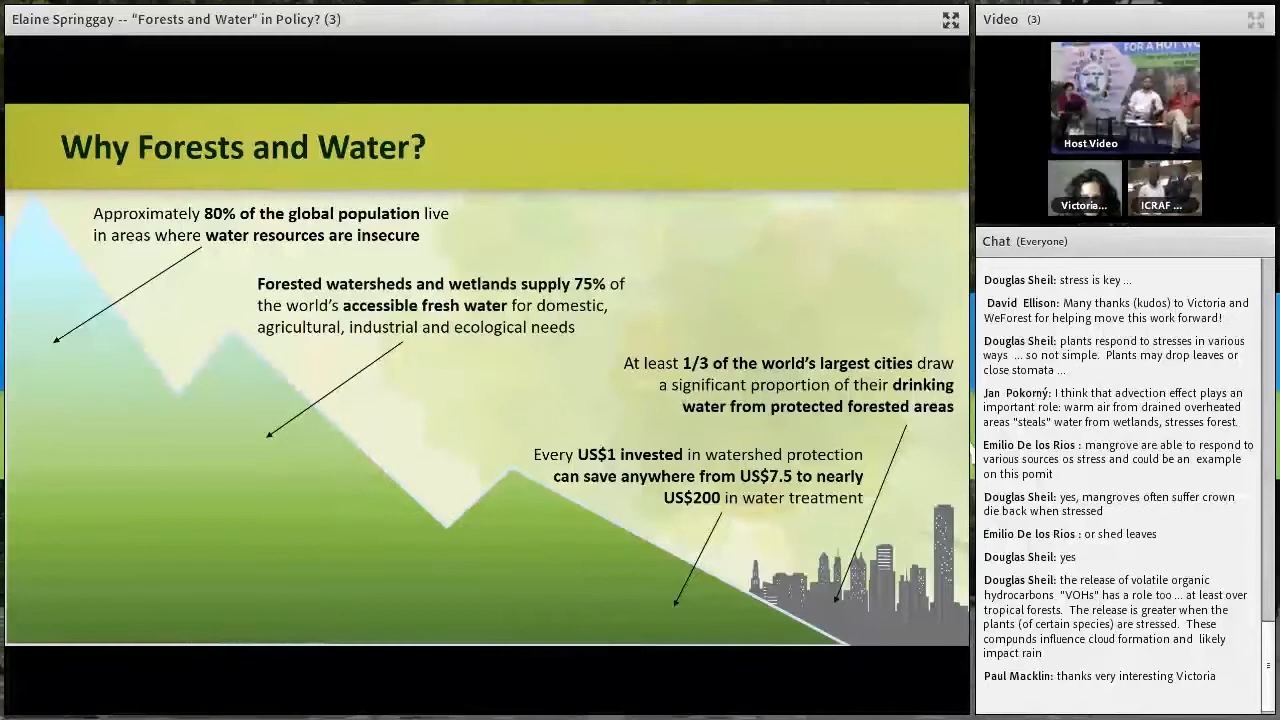 Elaine Springgay -- “Forests and Water” in Policy? (3)
Why Forests and Water?
Approximately 80% of the global population live
in areas where water resources are insecure
Forested watersheds and wetlands supply 75% of
the world’s accessible fresh water for domestic,
agricultural, industrial and ecological needs
At least 1/3 of the world’s largest cities draw
a significant proportion of their drinking
water from protected forested areas
Every US$1 invested in watershed protection
can save anywhere from US$7.5 to nearly
US$200 in water treatment
Video (3)
FOR A HOT WO
Host Video
Victoria...
ICRAF ...
Chat (Everyone)
Douglas Sheil: stress is key ...
David Ellison: Many thanks (kudos) to Victoria and
WeForest for helping move this work forward!
Douglas Sheil: plants respond to stresses in various
ways ... so not simple. Plants may drop leaves or
close stomata ...
Jan Pokorný: I think that advection effect plays an
important role: warm air from drained overheated
areas "steals" water from wetlands, stresses forest.
Emilio De los Rios : mangrove are able to respond to
various sources os stress and could be an example
on this pomit
Douglas Sheil: yes, mangroves often suffer crown
die back when stressed
Emilio De los Rios : or shed leaves
Douglas Sheil: yes
Douglas Sheil: the release of volatile organic
hydrocarbons "VOHs" has a role too ... at least over
tropical forests. The release is greater when the
plants (of certain species) are stressed. These
compunds influence cloud formation and likely
impact rain
Paul Macklin: thanks very interesting Victoria